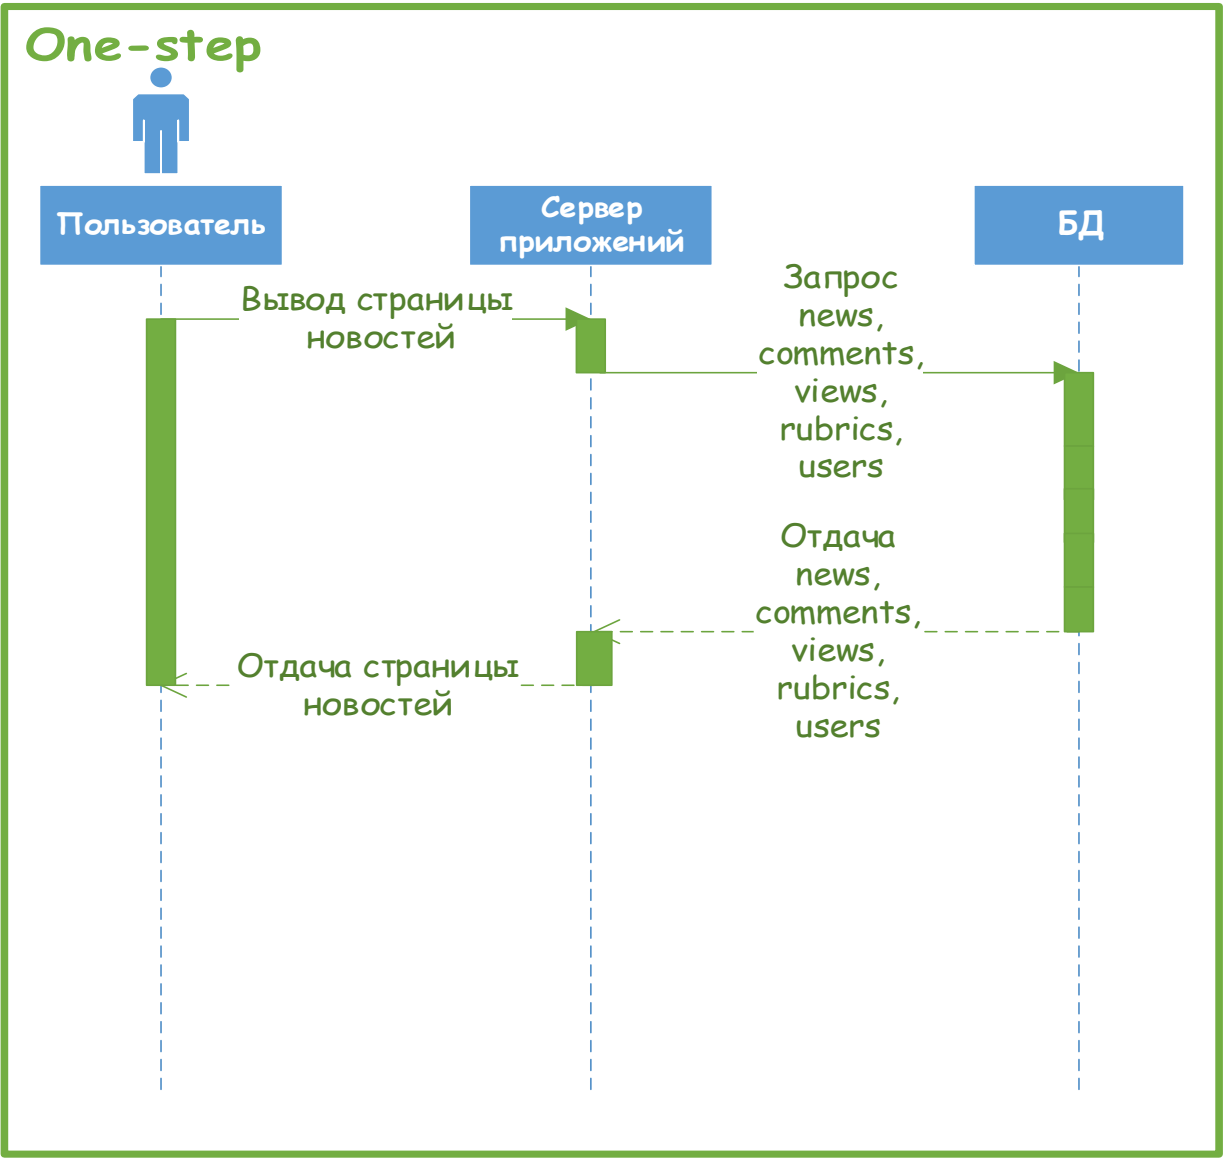 One-step
Пользователь
Сервер
приложений
БД
Вывод страницы
новостей
Запрос
news,
comments,
views,
rubrics,
users
Отдача
news,
comments,
views,
rubrics,
users
Отдача страницы
новостей